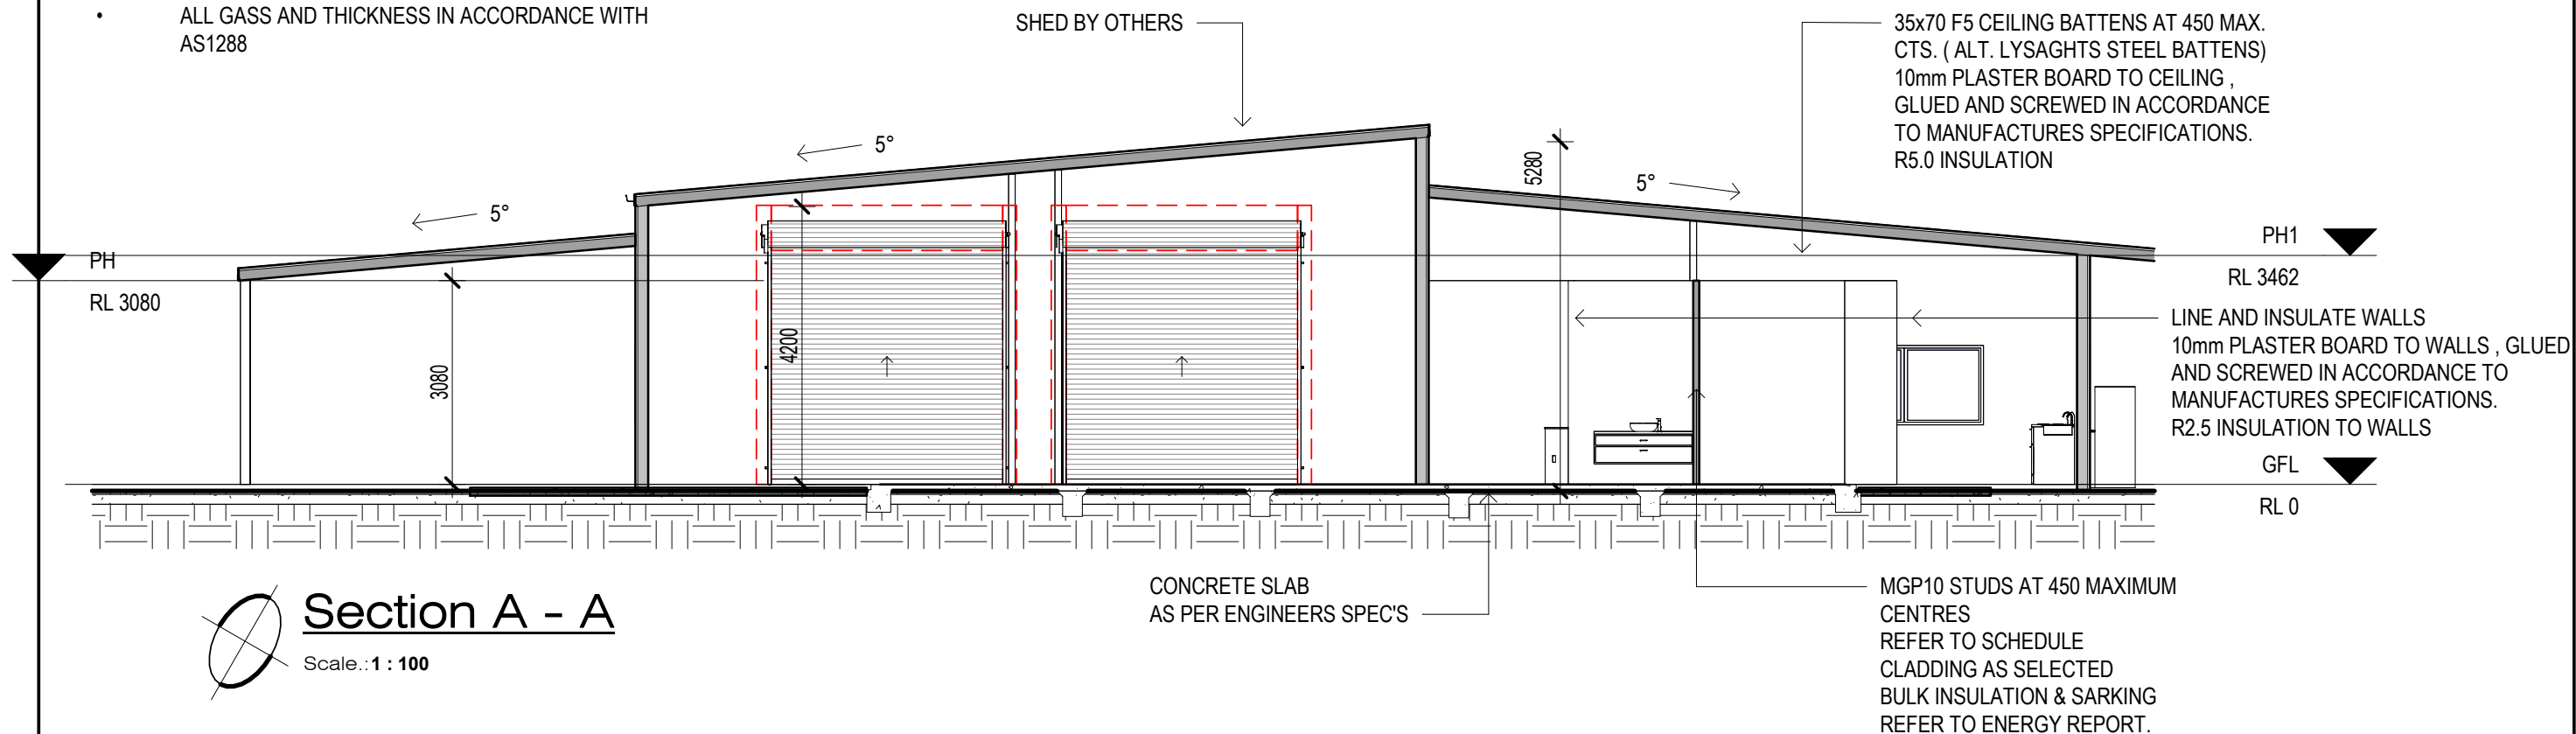 • ALL GASS AND THICKNESS IN ACCORDANCE WITH
AS1288
SHED BY OTHERS
35x70 F5 CEILING BATTENS AT 450 MAX.
CTS. ( ALT. LYSAGHTS STEEL BATTENS)
10mm PLASTER BOARD TO CEILING ,
GLUED AND SCREWED IN ACCORDANCE
TO MANUFACTURES SPECIFICATIONS.
R5.0 INSULATION
5°
5°
5°
5280
4200
3080
PH
RL 3080
PH1
RL 3462
LINE AND INSULATE WALLS
10mm PLASTER BOARD TO WALLS , GLUED
AND SCREWED IN ACCORDANCE TO
MANUFACTURES SPECIFICATIONS.
R2.5 INSULATION TO WALLS
GFL
RL 0
CONCRETE SLAB
AS PER ENGINEERS SPEC'S
MGP10 STUDS AT 450 MAXIMUM
CENTRES
REFER TO SCHEDULE
CLADDING AS SELECTED
BULK INSULATION & SARKING
REFER TO ENERGY REPORT.
Section A - A
Scale.: 1 : 100